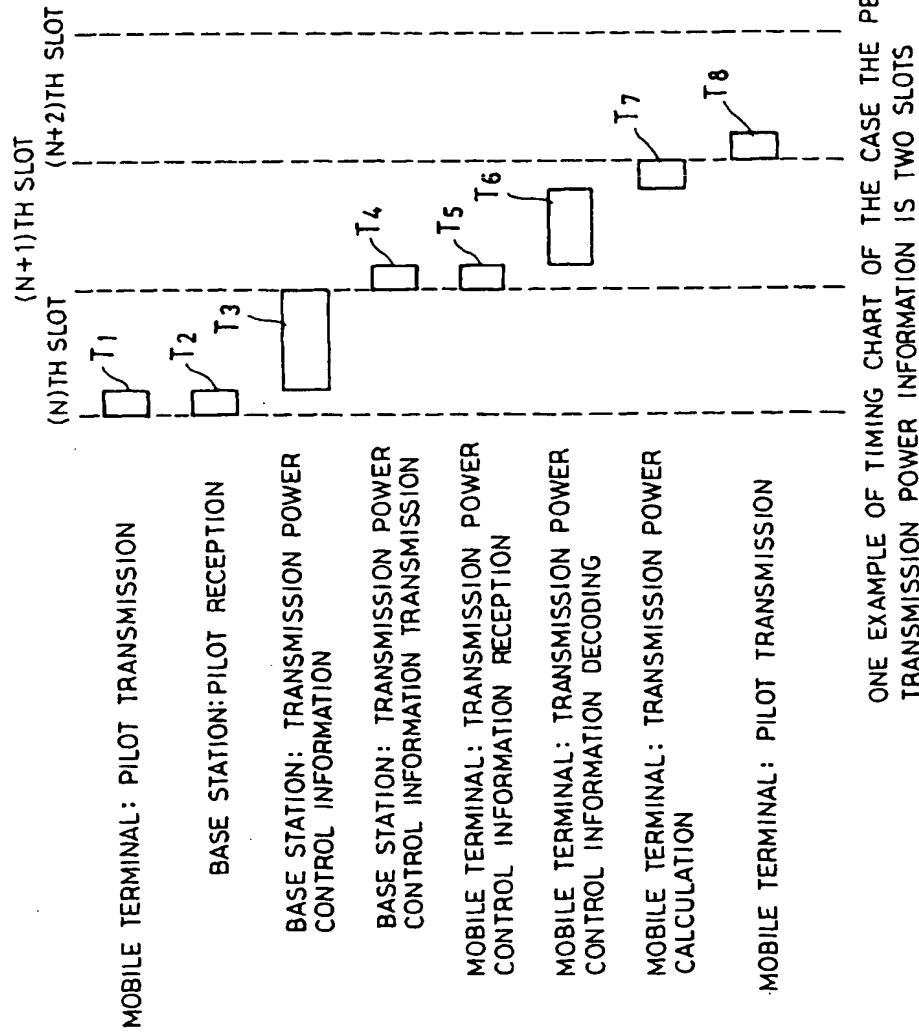 (N)TH SLOT
(N+1)TH SLOT
(N+2)TH SLOT
MOBILE TERMINAL: PILOT TRANSMISSION
T1
BASE STATION: PILOT RECEPTION
T2
BASE STATION: TRANSMISSION POWER
CONTROL INFORMATION
T3
BASE STATION: TRANSMISSION POWER
CONTROL INFORMATION TRANSMISSION
T4
MOBILE TERMINAL: TRANSMISSION POWER
CONTROL INFORMATION RECEPTION
T5
MOBILE TERMINAL: TRANSMISSION POWER
CONTROL INFORMATION DECODING
T6
MOBILE TERMINAL: TRANSMISSION POWER
CALCULATION
T7
MOBILE TERMINAL: PILOT TRANSMISSION
T8
ONE EXAMPLE OF TIMING CHART OF THE CASE THE
TRANSMISSION POWER INFORMATION IS TWO SLOTS